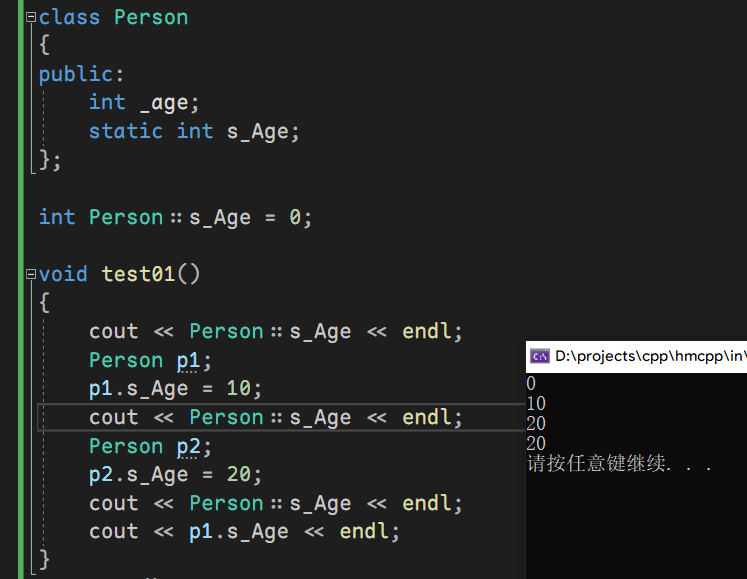 class Person
{
public:
    int _age;
    static int s_Age;
};
int Person::s_Age = 0;
void test01()
{
    cout << Person::s_Age << endl;
    Person p1;
    p1.s_Age = 10;
    cout << Person::s_Age << endl;
    Person p2;
    p2.s_Age = 20;
    cout << Person::s_Age << endl;
    cout << p1.s_Age << endl;
}
D:\projects\cpp\hmcpp\in\
0
10
20
20
请按任意键继续. . .